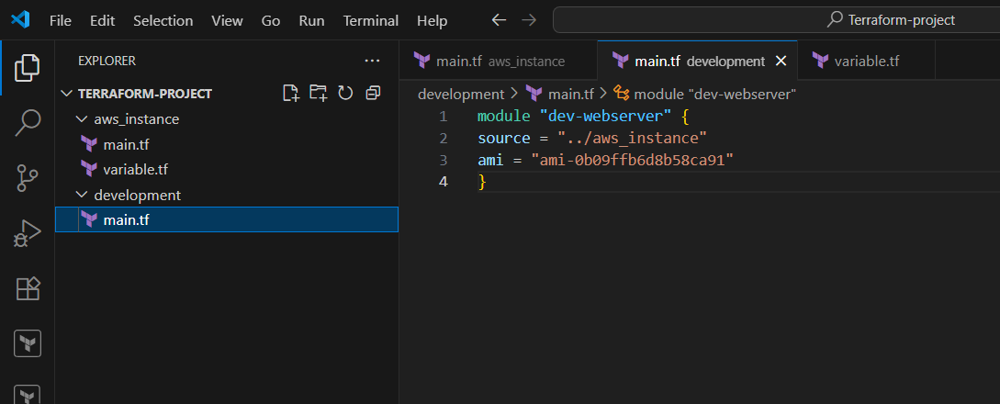 File Edit Selection View Go Run Terminal Help
Terraform-project
EXPLORER
TERRAFORM-PROJECT
aws_instance
main.tf
variable.tf
development
main.tf
main.tf aws_instance
main.tf development
variable.tf
development > main.tf > module "dev-webserver"
1 module "dev-webserver" {
2 source = "../aws_instance"
3 ami = "ami-0b09ffb6d8b58ca91"
4 }